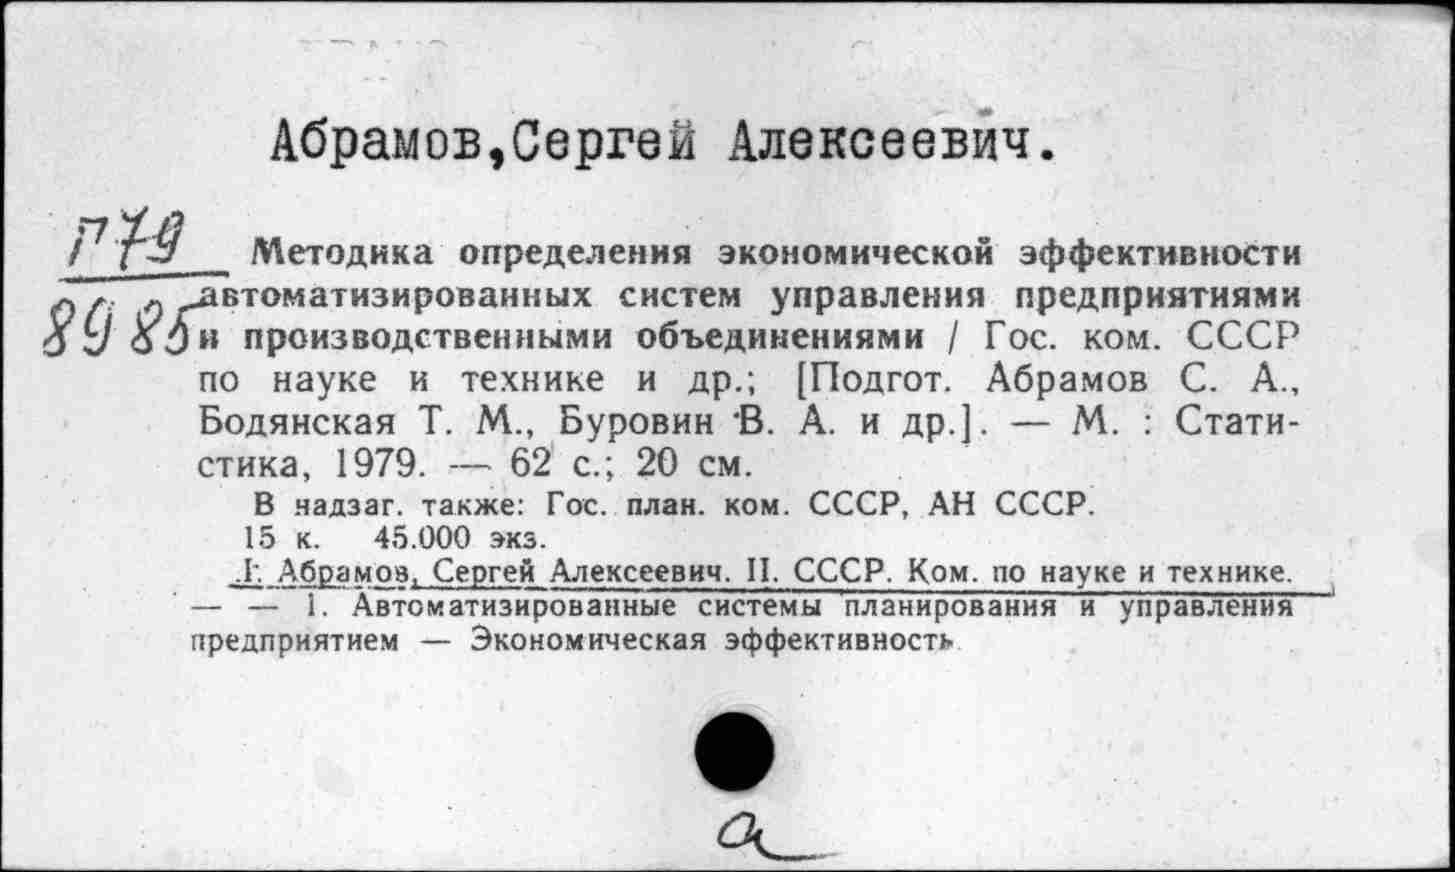 Абрамов,Сергей Алексеевич.
П79
8985
Методика определения экономической эффективности
автоматизированных систем управления предприятиями
и производственными объединениями / Гос. ком. СССР
по науке и технике и др.; [Подгот. Абрамов С. А.,
Бодянская Т. М., Буровин В. А. и др.]. — М. : Стати-
стика, 1979. — 62 с.; 20 см.
В надзаг. также: Гос. план. ком. СССР, АН СССР.
15 к. 45.000 экз.
I. Абрамов, Сергей Алексеевич. II. СССР. Ком. по науке и технике.
— — 1. Автоматизированные системы планирования и управления
предприятием — Экономическая эффективность